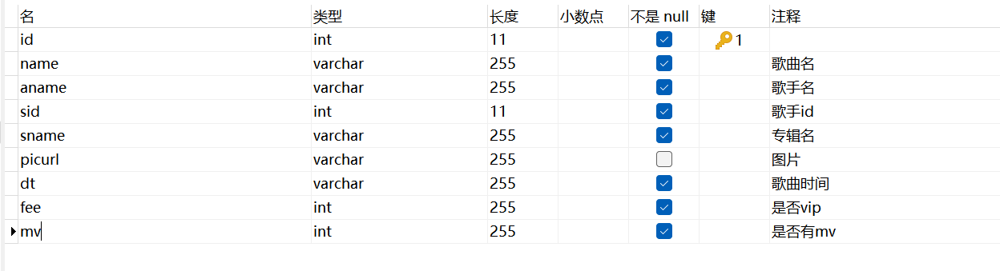 名 类型 长度 小数点 不是 null 键 注释
id int 11 1
name varchar 255 歌曲名
aname varchar 255 歌手名
sid int 11 歌手id
sname varchar 255 专辑名
picurl varchar 255 图片
dt varchar 255 歌曲时间
fee int 255 是否vip
mv int 255 是否有mv